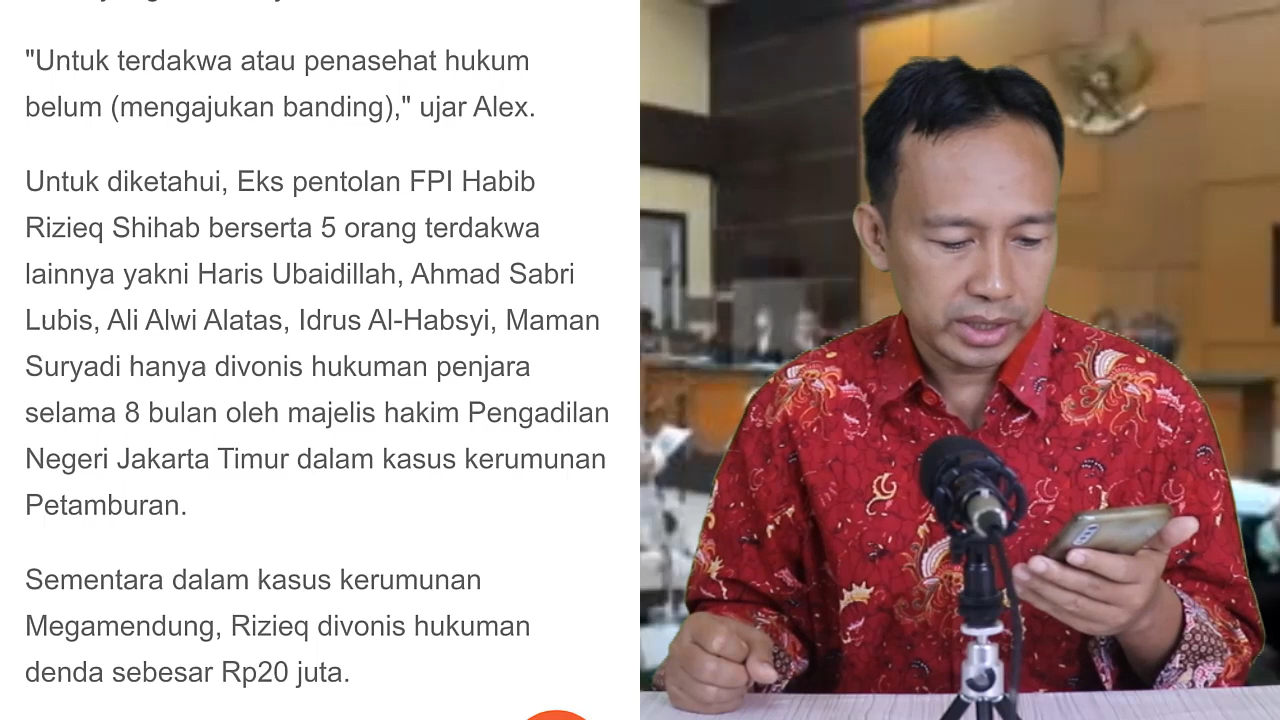 "Untuk terdakwa atau penasehat hukum
belum (mengajukan banding)," ujar Alex.
Untuk diketahui, Eks pentolan FPI Habib
Rizieq Shihab berserta 5 orang terdakwa
lainnya yakni Haris Ubaidillah, Ahmad Sabri
Lubis, Ali Alwi Alatas, Idrus Al-Habsyi, Maman
Suryadi hanya divonis hukuman penjara
selama 8 bulan oleh majelis hakim Pengadilan
Negeri Jakarta Timur dalam kasus kerumunan
Petamburan.
Sementara dalam kasus kerumunan
Megamendung, Rizieq divonis hukuman
denda sebesar Rp20 juta.